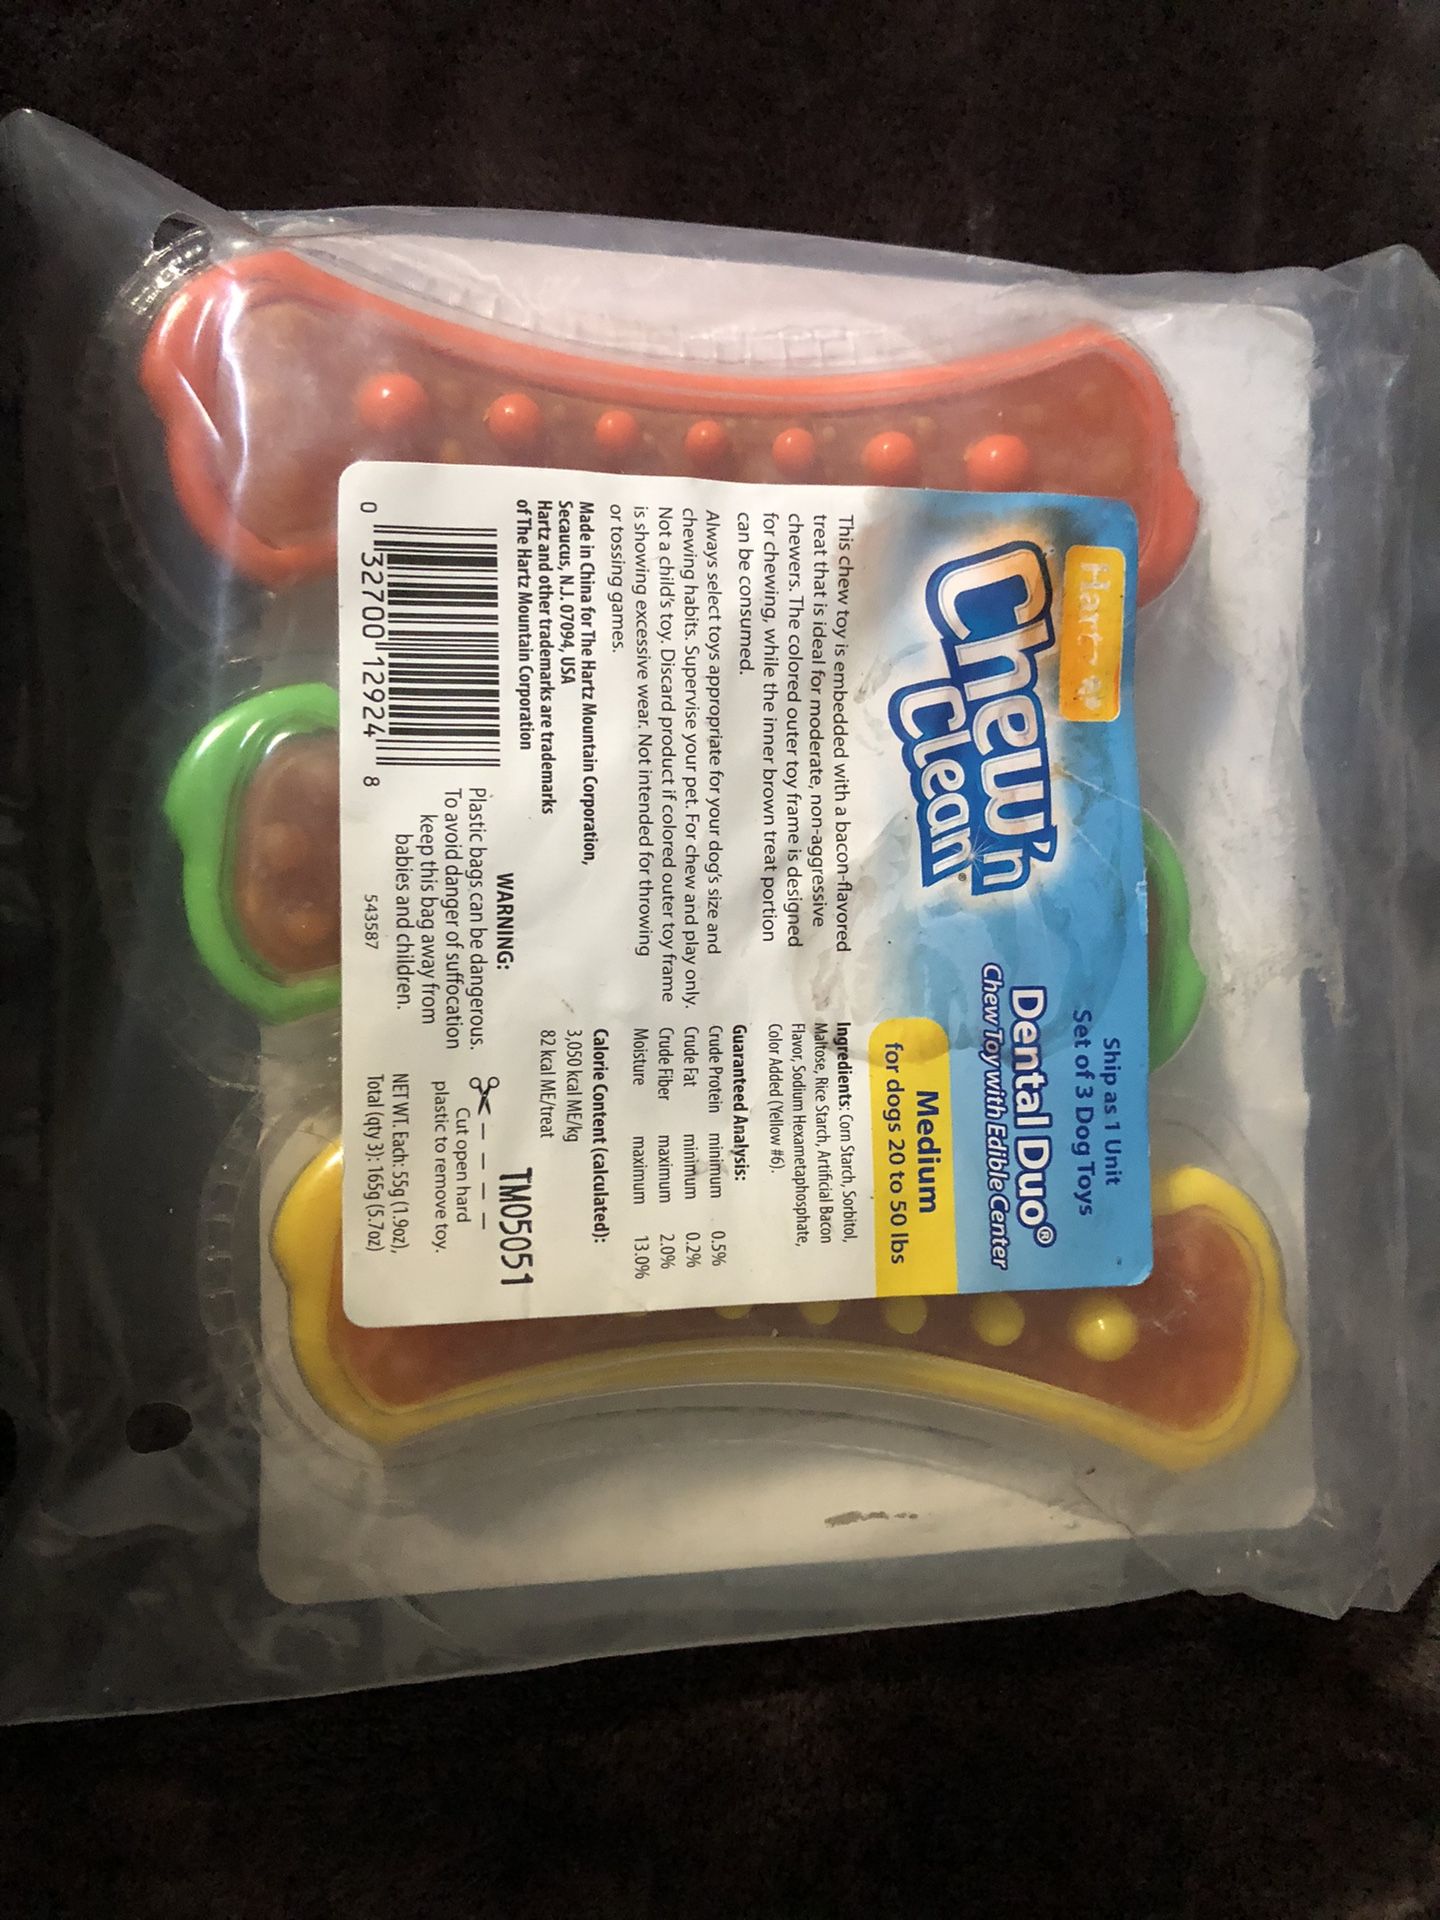 Hartz
Chew'n
Clean®
Ship as 1 Unit
Set of 3 Dog Toys
Dental Duo®
Chew Toy with Edible Center
Medium
for dogs 20 to 50 lbs
This chew toy is embedded with a bacon-flavored
treat that is ideal for moderate, non-aggressive
chewers. The colored outer toy frame is designed
for chewing, while the inner brown treat portion
can be consumed.
Always select toys appropriate for your dog's size and
chewing habits. Supervise your pet. For chew and play only.
Not a child's toy. Discard product if colored outer toy frame
is showing excessive wear. Not intended for throwing
or tossing games.
Made in China for The Hartz Mountain Corporation,
Secaucus, N.J. 07094, USA
Hartz and other trademarks are trademarks
of The Hartz Mountain Corporation
0 32700 12924 8
Ingredients: Corn Starch, Sorbitol,
Maltose, Rice Starch, Artificial Bacon
Flavor, Sodium Hexametaphosphate,
Color Added (Yellow #6).
Guaranteed Analysis:
Crude Protein minimum 0.5%
Crude Fat minimum 0.2%
Crude Fiber maximum 2.0%
Moisture maximum 13.0%
Calorie Content (calculated):
3,050 kcal ME/kg
82 kcal ME/treat
TM05051
WARNING:
Plastic bags can be dangerous.
To avoid danger of suffocation
keep this bag away from
babies and children.
543587
Cut open hard
plastic to remove toy.
NET WT. Each: 55g (1.9oz),
Total (qty 3): 165g (5.7oz)